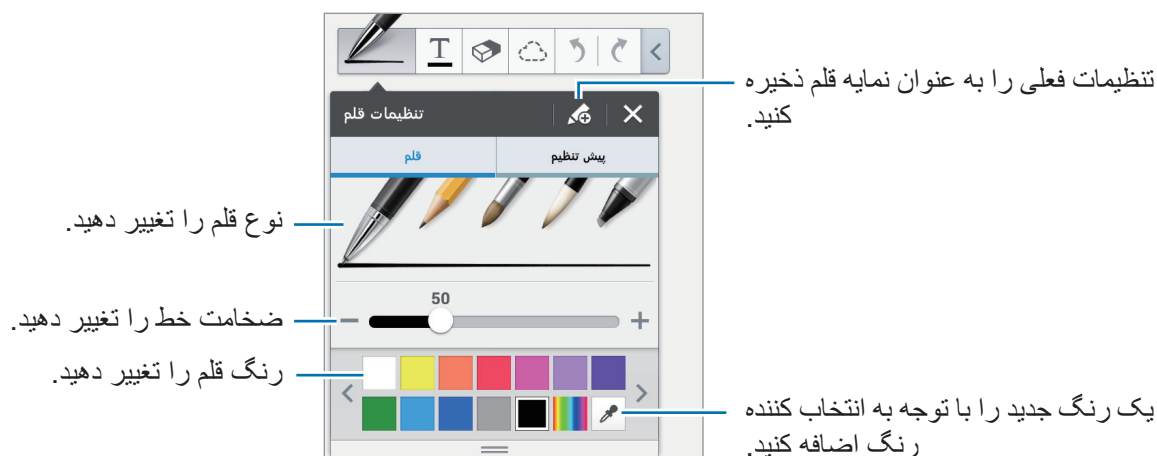 T
تنظیمات فعلی را به عنوان نمایه قلم ذخیره
کنید.
تنظیمات قلم
قلم
پیش تنظیم
نوع قلم را تغییر دهید.
50
ضخامت خط را تغییر دهید.
رنگ قلم را تغییر دهید.
یک رنگ جدید را با توجه به انتخاب کننده
رنگ اضافه کنید.